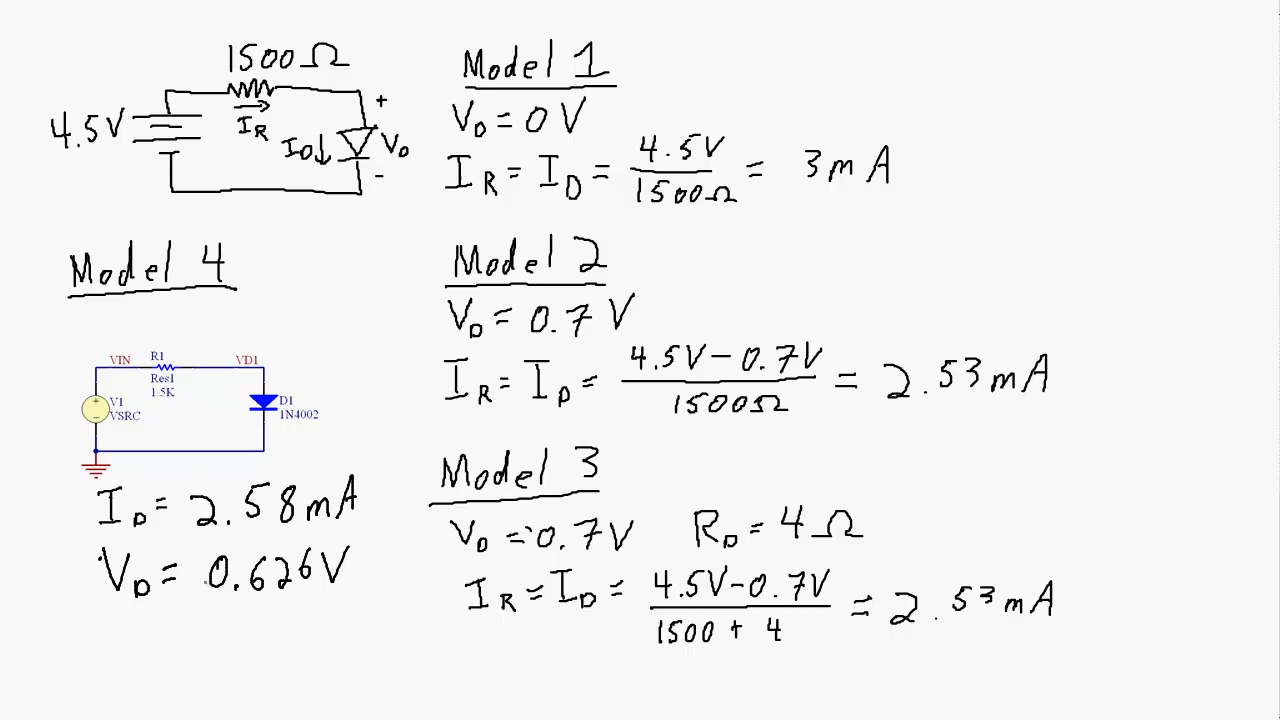 1500Ω
4.5V
I_R
I_D
+
V_D
-
Model 1
V_D = 0V
I_R = I_D = 4.5V / 1500Ω = 3mA
Model 2
V_D = 0.7V
I_R = I_D = 4.5V - 0.7V / 1500Ω = 2.53mA
Model 3
V_D = 0.7V R_D = 4Ω
I_R = I_D = 4.5V - 0.7V / 1500 + 4 = 2.53mA
Model 4
VIN
R1
VD1
Res1
1.5K
V1
VSRC
D1
1N4002
I_D = 2.58mA
V_D = 0.626V